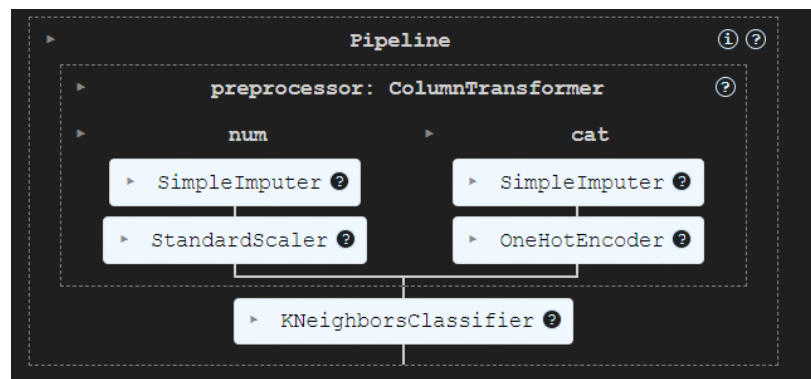 Pipeline
preprocessor: ColumnTransformer
num cat
SimpleImputer SimpleImputer
StandardScaler OneHotEncoder
KNeighborsClassifier